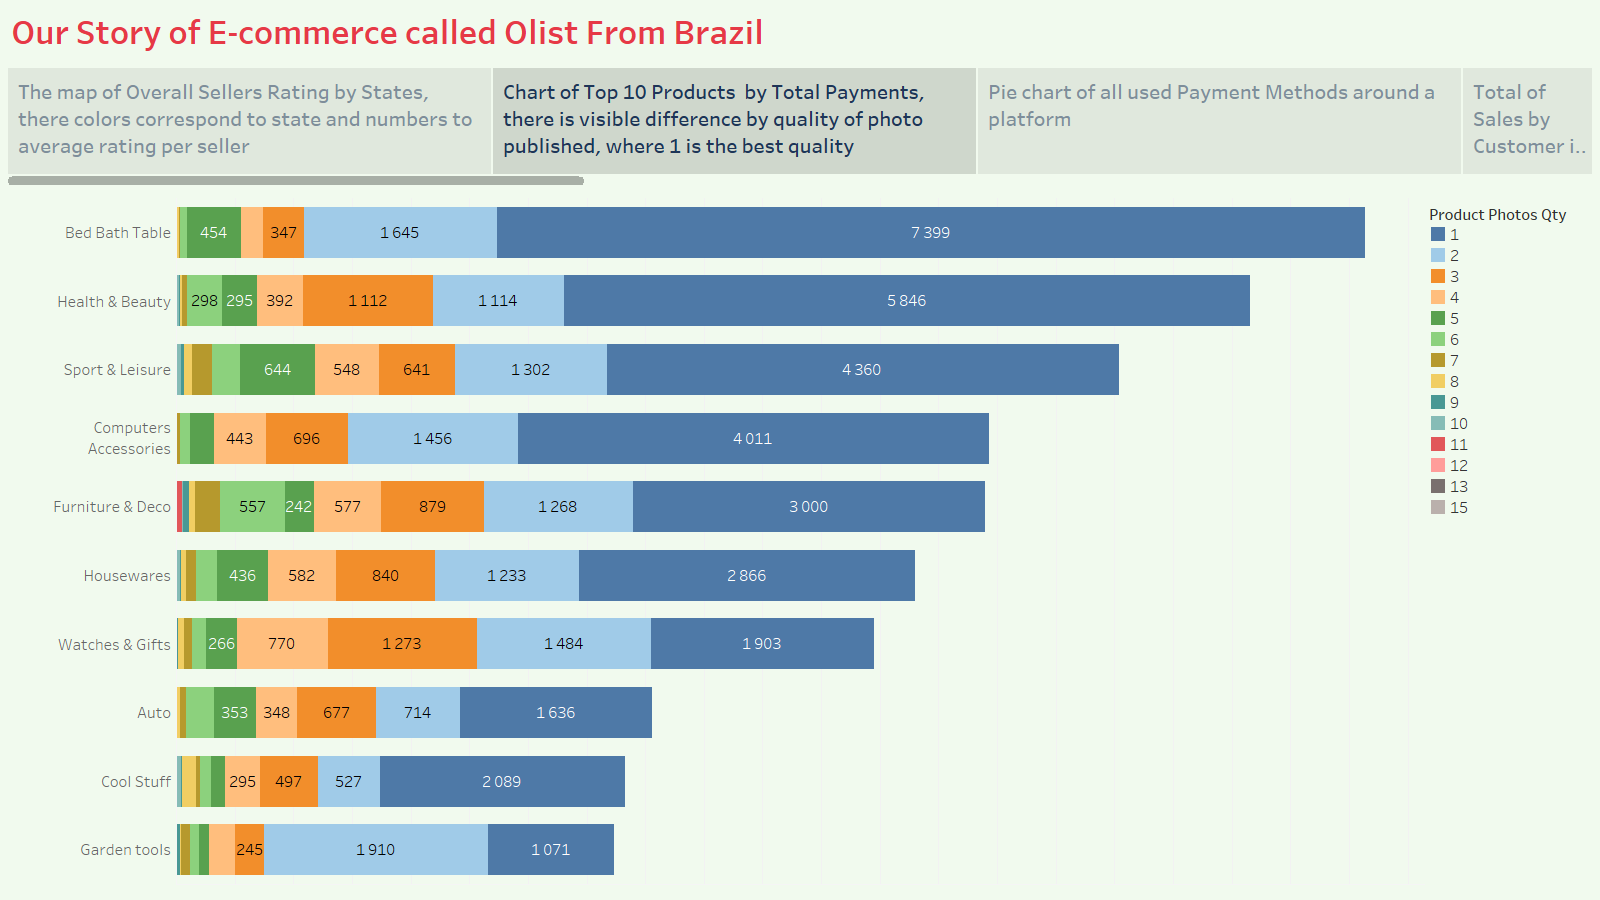 Our Story of E-commerce called Olist From Brazil
The map of Overall Sellers Rating by States,
there colors correspond to state and numbers to
average rating per seller
Chart of Top 10 Products  by Total Payments,
there is visible difference by quality of photo
published, where 1 is the best quality
Pie chart of all used Payment Methods around a
platform
Total of
Sales by
Customer i..
Bed Bath Table 454 347 1 645 7 399
Health & Beauty 298 295 392 1 112 1 114 5 846
Sport & Leisure 644 548 641 1 302 4 360
Computers
Accessories 443 696 1 456 4 011
Furniture & Deco 557 242 577 879 1 268 3 000
Housewares 436 582 840 1 233 2 866
Watches & Gifts 266 770 1 273 1 484 1 903
Auto 353 348 677 714 1 636
Cool Stuff 295 497 527 2 089
Garden tools 245 1 910 1 071
Product Photos Qty
1
2
3
4
5
6
7
8
9
10
11
12
13
15